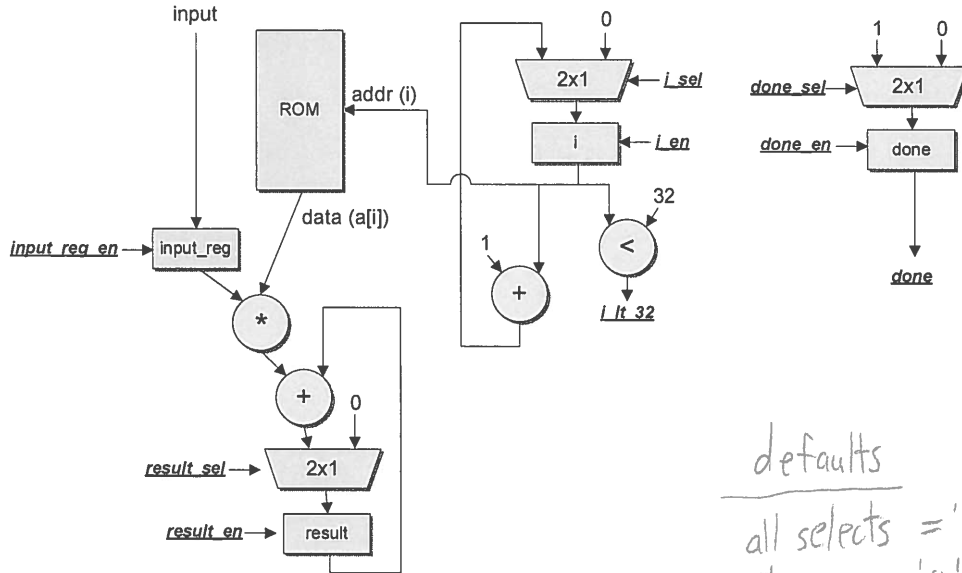 input
ROM
addr (i)
data (a[i])
input_reg_en
input_reg
*
+
0
result_sel
2x1
result_en
result
0
2x1
i_sel
i
i_en
32
<
1
+
i_lt_32
1
0
done_sel
2x1
done_en
done
done
defaults
all selects = '